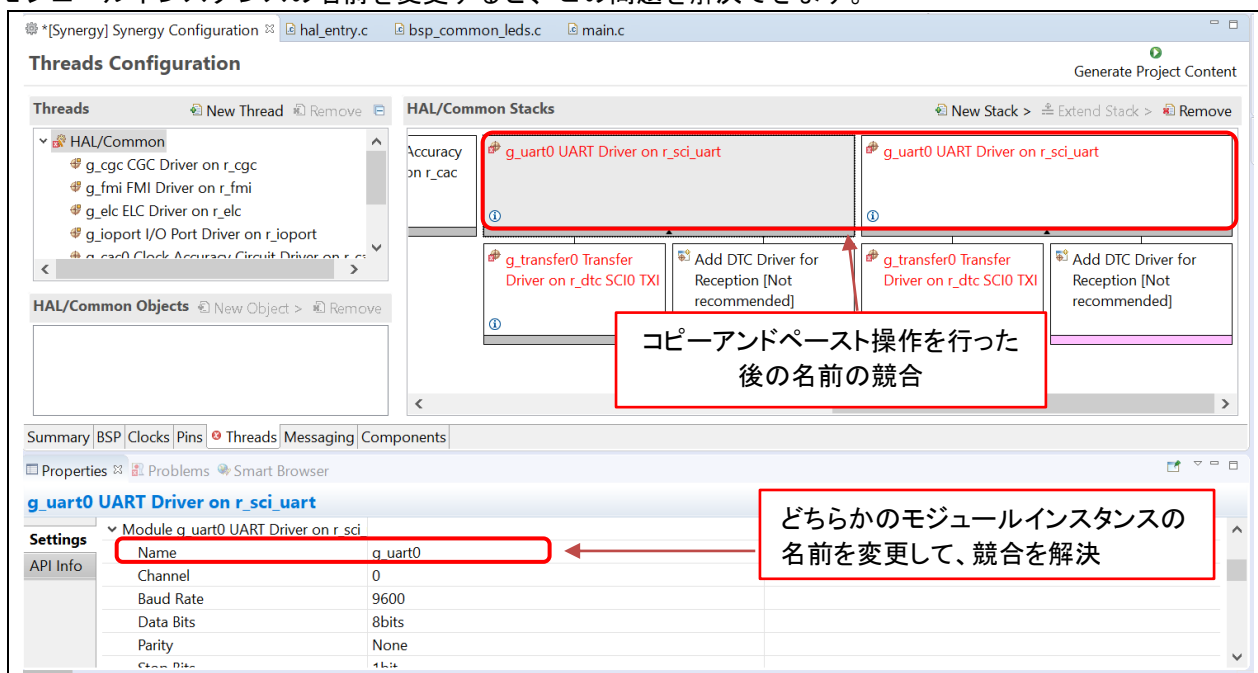 モジュールインスタンスの名前を変更すると、この問題を解決できます。
*[Synergy] Synergy Configuration hal_entry.c bsp_common_leds.c main.c
Threads Configuration
Generate Project Content
Threads New Thread Remove
HAL/Common Stacks New Stack > Extend Stack > Remove
HAL/Common
g_cgc CGC Driver on r_cgc
g_fmi FMI Driver on r_fmi
g_elc ELC Driver on r_elc
g_ioport I/O Port Driver on r_ioport
g_cac0 Clock Accuracy Circuit Driver on r_ca
Accuracy
on r_cac
g_uart0 UART Driver on r_sci_uart
g_uart0 UART Driver on r_sci_uart
g_transfer0 Transfer
Driver on r_dtc SCI0 TXI
Add DTC Driver for
Reception [Not
recommended]
g_transfer0 Transfer
Driver on r_dtc SCI0 TXI
Add DTC Driver for
Reception [Not
recommended]
HAL/Common Objects New Object > Remove
コピーアンドペースト操作を行った
後の名前の競合
Summary BSP Clocks Pins Threads Messaging Components
Properties Problems Smart Browser
g_uart0 UART Driver on r_sci_uart
Settings
API Info
Module g_uart0 UART Driver on r_sci_
Name g_uart0
Channel 0
Baud Rate 9600
Data Bits 8bits
Parity None
Stop Bits 1bit
どちらかのモジュールインスタンスの
名前を変更して、競合を解決